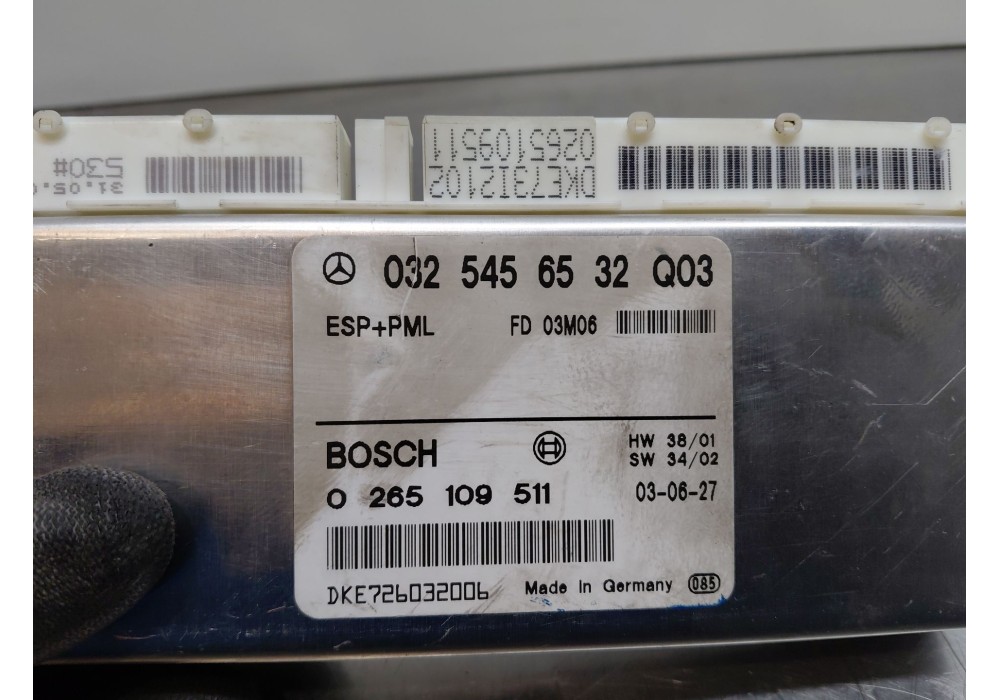 530#
31.05.0
0265109511
DKE73I2102
032 545 65 32 Q03
ESP+PML FD 03M06
BOSCH
HW 38/01
SW 34/02
0 265 109 511 03-06-27
DKE726032006 Made In Germany 085